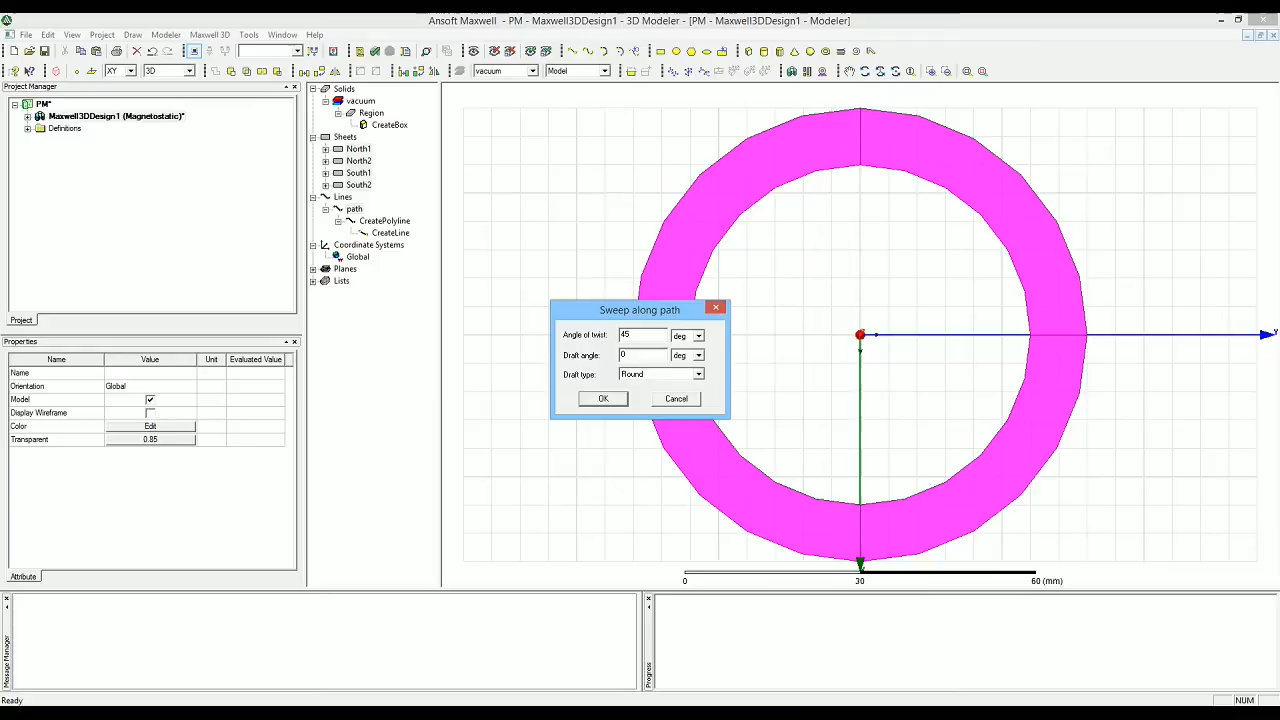 Ansoft Maxwell - PM - Maxwell3DDesign1 - 3D Modeler - [PM - Maxwell3DDesign1 - Modeler]
File Edit View Project Draw Modeler Maxwell 3D Tools Window Help
XY 3D vacuum Model
Project Manager
PM*
Maxwell3DDesign1 (Magnetostatic)*
Definitions
Project
Properties
Name Value Unit Evaluated Value
Name
Orientation Global
Model
Display Wireframe
Color Edit
Transparent 0.85
Attribute
Solids
vacuum
Region
CreateBox
Sheets
North1
North2
South1
South2
Lines
path
CreatePolyline
CreateLine
Coordinate Systems
Global
Planes
Lists
Sweep along path
Angle of twist: 45 deg
Draft angle: 0 deg
Draft type: Round
OK Cancel
0 30 60 (mm)
Message Manager
Progress
Ready NUM